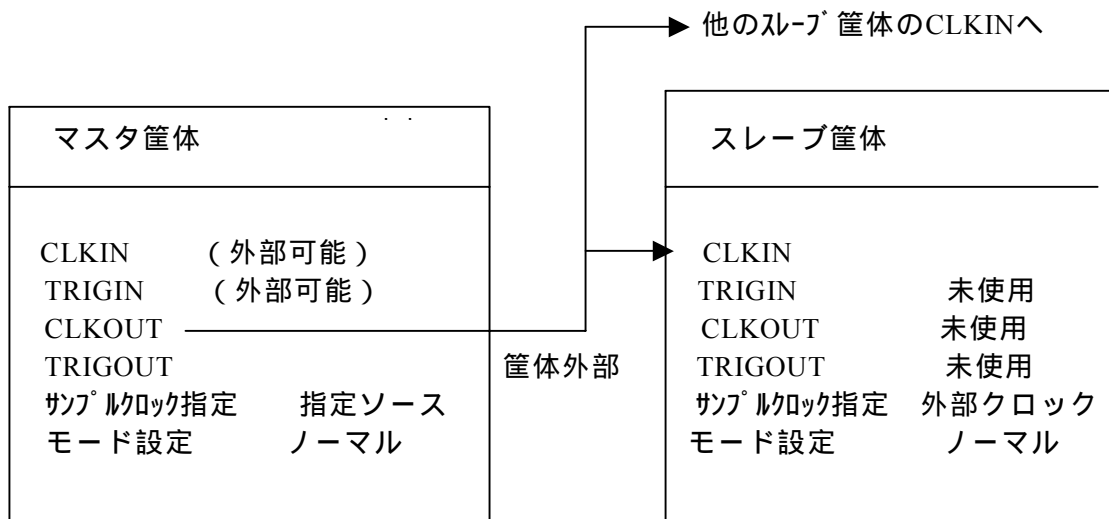 他のｽﾚｰﾌﾞ筐体のCLKINへ
マスタ筐体
CLKIN （外部可能）
TRIGIN （外部可能）
CLKOUT
TRIGOUT
ｻﾝﾌﾟﾙｸﾛｯｸ指定 指定ソース
モード設定 ノーマル
筐体外部
スレーブ筐体
CLKIN
TRIGIN 未使用
CLKOUT 未使用
TRIGOUT 未使用
ｻﾝﾌﾟﾙｸﾛｯｸ指定 外部クロック
モード設定 ノーマル